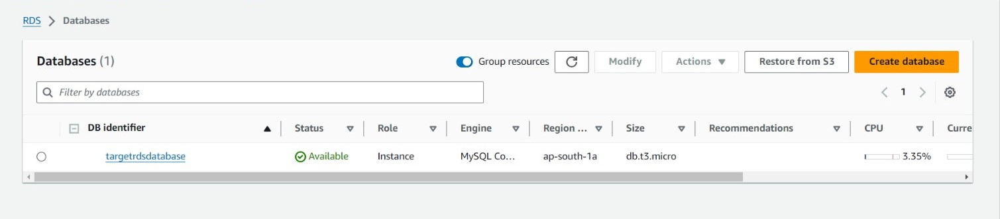 RDS > Databases
Databases (1) Group resources Modify Actions Restore from S3 Create database
Filter by databases 1
DB identifier Status Role Engine Region ... Size Recommendations CPU Curre
targetrdsdatabase Available Instance MySQL Co... ap-south-1a db.t3.micro 3.35%